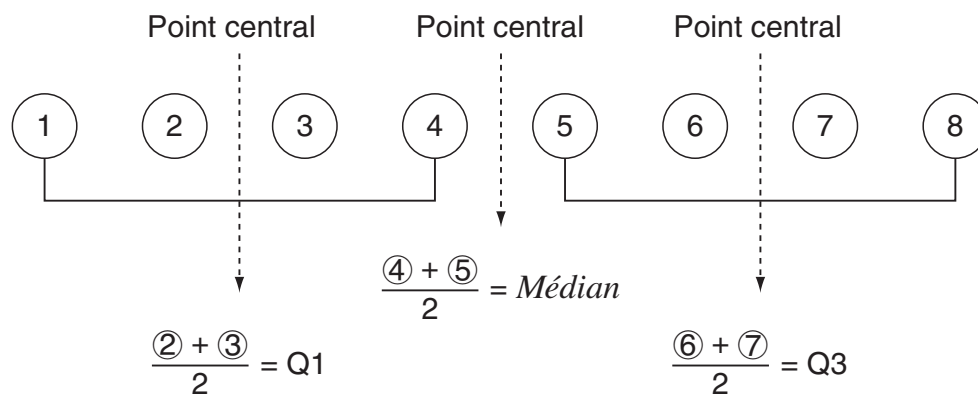 Point central Point central Point central
1 2 3 4 5 6 7 8
④ + ⑤
2
= Médian
② + ③
2
= Q1
⑥ + ⑦
2
= Q3